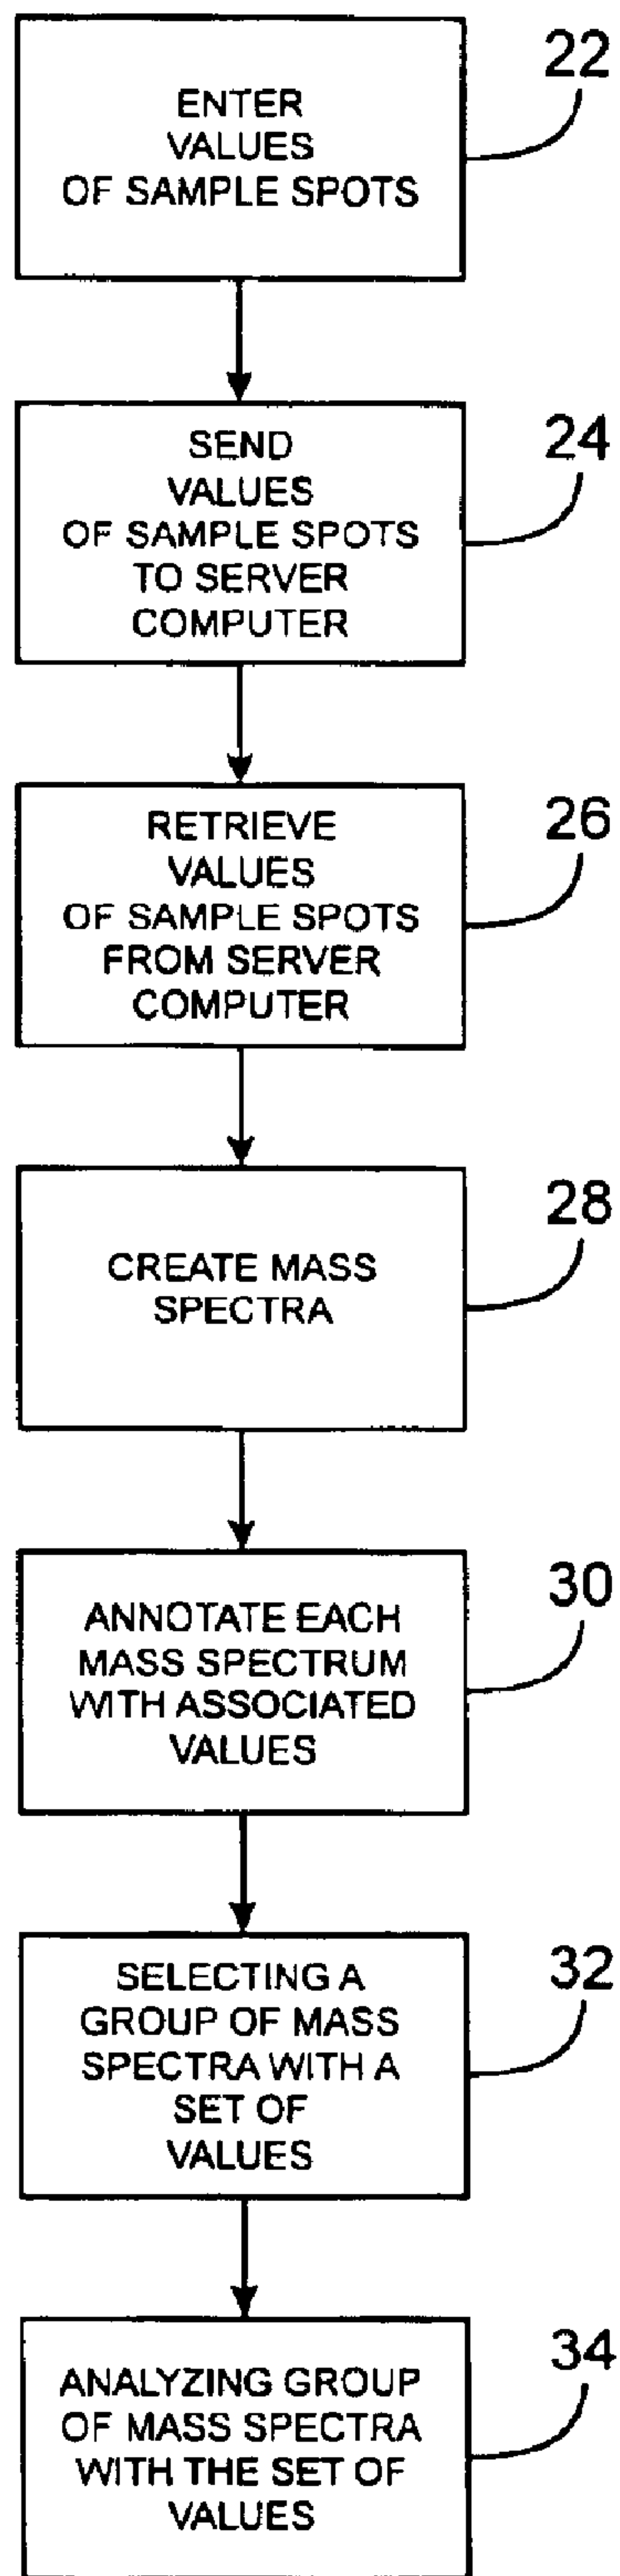 ENTER
VALUES
OF SAMPLE SPOTS
22
SEND
VALUES
OF SAMPLE SPOTS
TO SERVER
COMPUTER
24
RETRIEVE
VALUES
OF SAMPLE SPOTS
FROM SERVER
COMPUTER
26
CREATE MASS
SPECTRA
28
ANNOTATE EACH
MASS SPECTRUM
WITH ASSOCIATED
VALUES
30
SELECTING A
GROUP OF MASS
SPECTRA WITH A
SET OF
VALUES
32
ANALYZING GROUP
OF MASS SPECTRA
WITH THE SET OF
VALUES
34